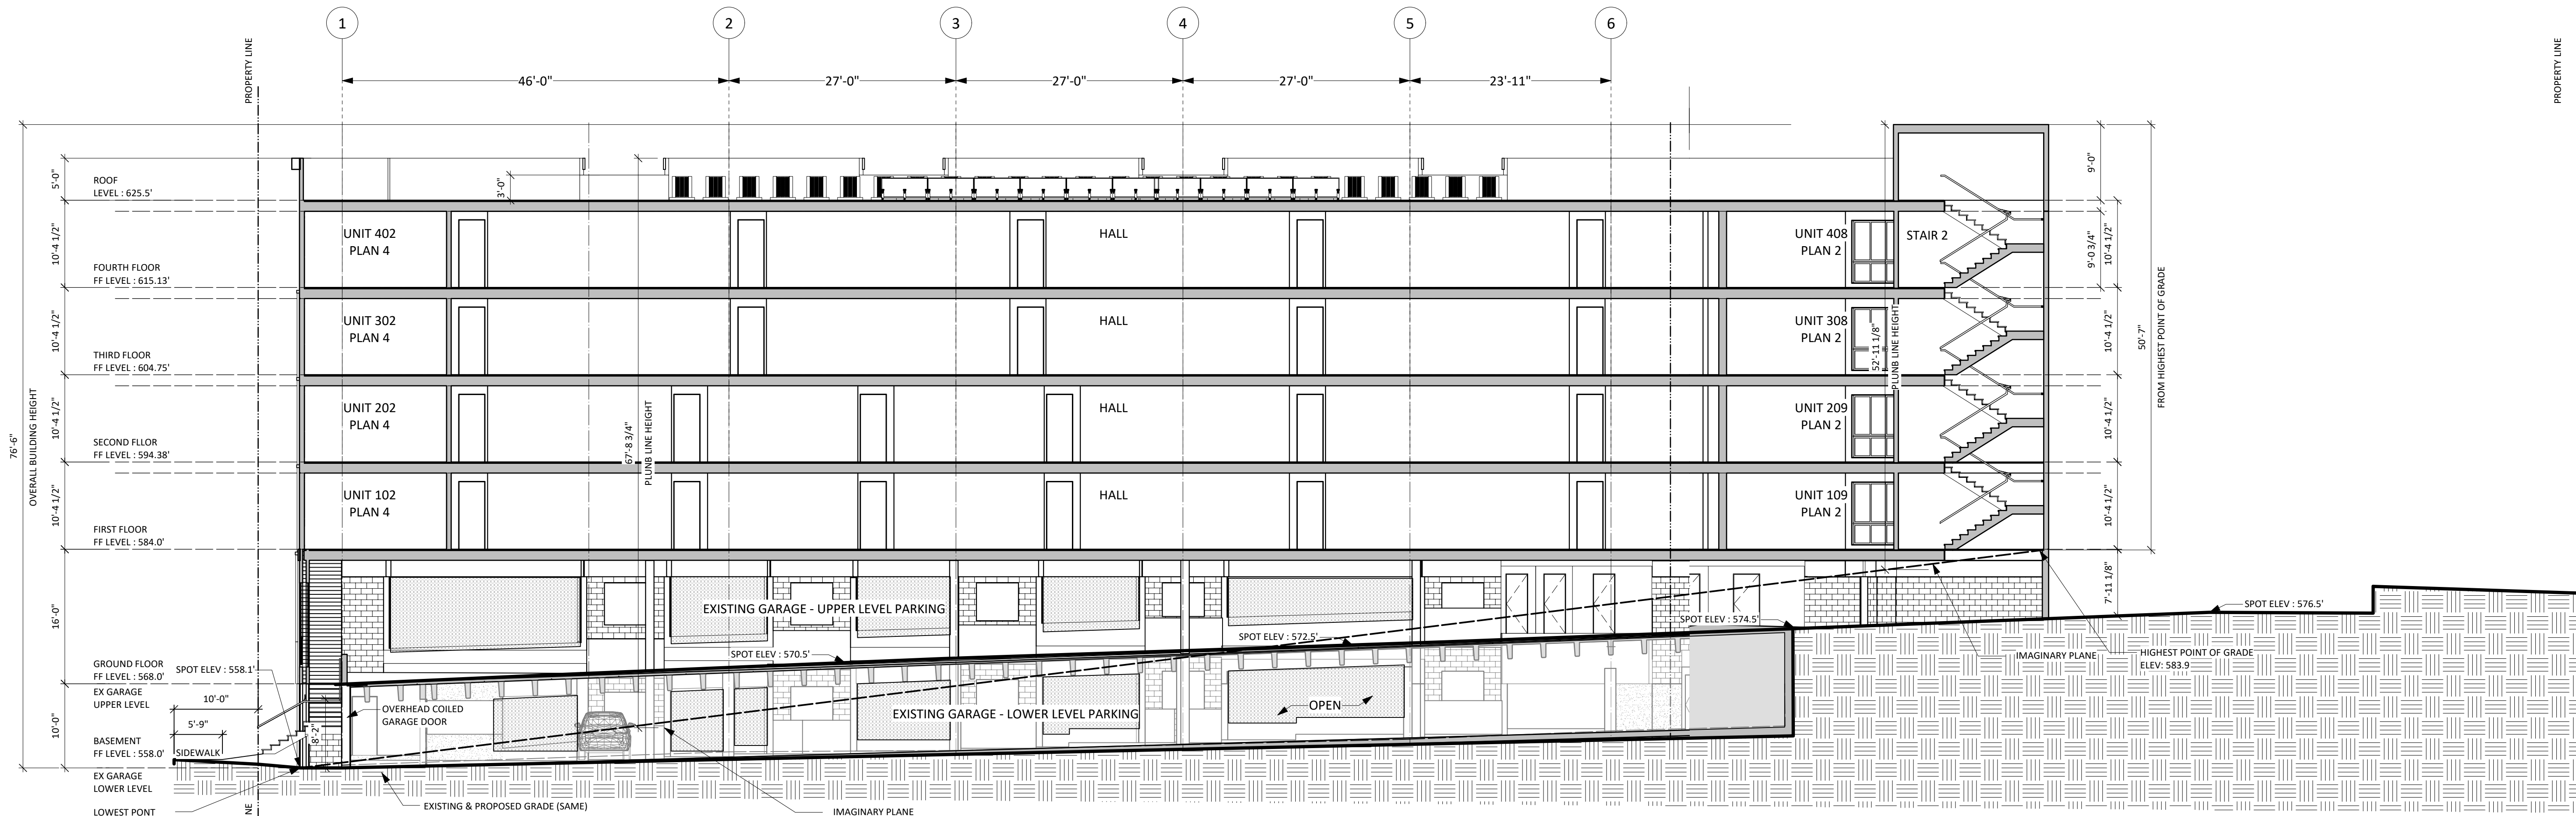 1
2
3
4
5
6
PROPERTY LINE
PROPERTY LINE
46'-0"
27'-0"
27'-0"
27'-0"
23'-11"
76'-6"
OVERALL BUILDING HEIGHT
5'-0"
10'-4 1/2"
10'-4 1/2"
10'-4 1/2"
10'-4 1/2"
16'-0"
10'-0"
ROOF
LEVEL : 625.5'
FOURTH FLOOR
FF LEVEL : 615.13'
THIRD FLOOR
FF LEVEL : 604.75'
SECOND FLLOR
FF LEVEL : 594.38'
FIRST FLOOR
FF LEVEL : 584.0'
GROUND FLOOR
FF LEVEL : 568.0'
EX GARAGE
UPPER LEVEL
BASEMENT
FF LEVEL : 558.0'
EX GARAGE
LOWER LEVEL
LOWEST PONT
SPOT ELEV : 558.1'
10'-0"
5'-9"
SIDEWALK
8'-2"
NE
3'-0"
UNIT 402
PLAN 4
HALL
UNIT 408
PLAN 2
STAIR 2
UNIT 302
PLAN 4
HALL
UNIT 308
PLAN 2
UNIT 202
PLAN 4
HALL
UNIT 209
PLAN 2
UNIT 102
PLAN 4
HALL
UNIT 109
PLAN 2
67'-8 3/4"
PLUNB LINE HEIGHT
52'-11 1/8"
PLUNB LINE HEIGHT
9'-0"
9'-0 3/4"
10'-4 1/2"
10'-4 1/2"
10'-4 1/2"
10'-4 1/2"
7'-11 1/8"
50'-7"
FROM HIGHEST POINT OF GRADE
EXISTING GARAGE - UPPER LEVEL PARKING
SPOT ELEV : 570.5'
SPOT ELEV : 572.5'
SPOT ELEV : 574.5'
SPOT ELEV : 576.5'
OVERHEAD COILED
GARAGE DOOR
EXISTING GARAGE - LOWER LEVEL PARKING
OPEN
IMAGINARY PLANE
HIGHEST POINT OF GRADE
ELEV: 583.9
EXISTING & PROPOSED GRADE (SAME)
IMAGINARY PLANE